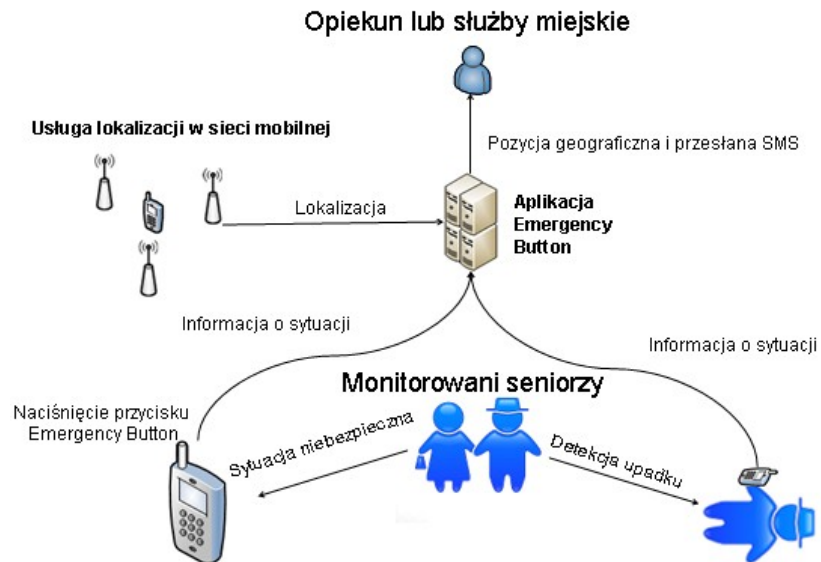 Opiekun lub służby miejskie
Usługa lokalizacji w sieci mobilnej
Pozycja geograficzna i przesłana SMS
Lokalizacja
Aplikacja
Emergency
Button
Informacja o sytuacji
Informacja o sytuacji
Monitorowani seniorzy
Naciśnięcie przycisku
Emergency Button
Sytuacja niebezpieczna
Detekcja upadku